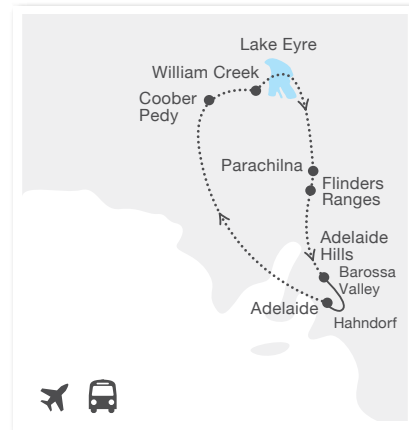 Lake Eyre
William Creek
Coober
Pedy
Parachilna
Flinders
Ranges
Adelaide
Hills
Barossa
Valley
Adelaide
Hahndorf